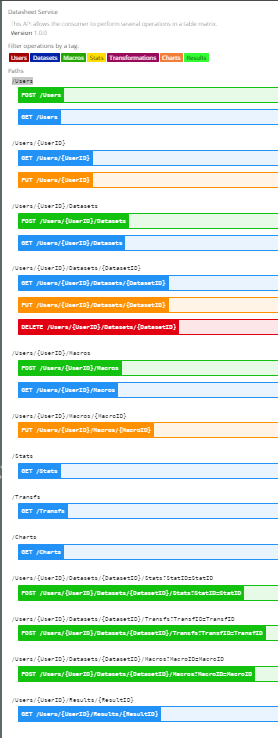 Datasheet Service
This API allows the consumer to perform several operations in a table matrix.
Version 1.0.0
Filter operations by a tag:
Users Datasets Macros Stats Transformations Charts Results
Paths
/Users
POST /Users
GET /Users
/Users/{UserID}
GET /Users/{UserID}
PUT /Users/{UserID}
/Users/{UserID}/Datasets
POST /Users/{UserID}/Datasets
GET /Users/{UserID}/Datasets
/Users/{UserID}/Datasets/{DatasetID}
GET /Users/{UserID}/Datasets/{DatasetID}
PUT /Users/{UserID}/Datasets/{DatasetID}
DELETE /Users/{UserID}/Datasets/{DatasetID}
/Users/{UserID}/Macros
POST /Users/{UserID}/Macros
GET /Users/{UserID}/Macros
/Users/{UserID}/Macros/{MacroID}
PUT /Users/{UserID}/Macros/{MacroID}
/Stats
GET /Stats
/Transfs
GET /Transfs
/Charts
GET /Charts
/Users/{UserID}/Datasets/{DatasetID}/Stats?StatID=StatID
POST /Users/{UserID}/Datasets/{DatasetID}/Stats?StatID=StatID
/Users/{UserID}/Datasets/{DatasetID}/Transfs?TransfID=TransfID
POST /Users/{UserID}/Datasets/{DatasetID}/Transfs?TransfID=TransfID
/Users/{UserID}/Datasets/{DatasetID}/Macros?MacroID=MacroID
POST /Users/{UserID}/Datasets/{DatasetID}/Macros?MacroID=MacroID
/Users/{UserID}/Results/{ResultID}
GET /Users/{UserID}/Results/{ResultID}